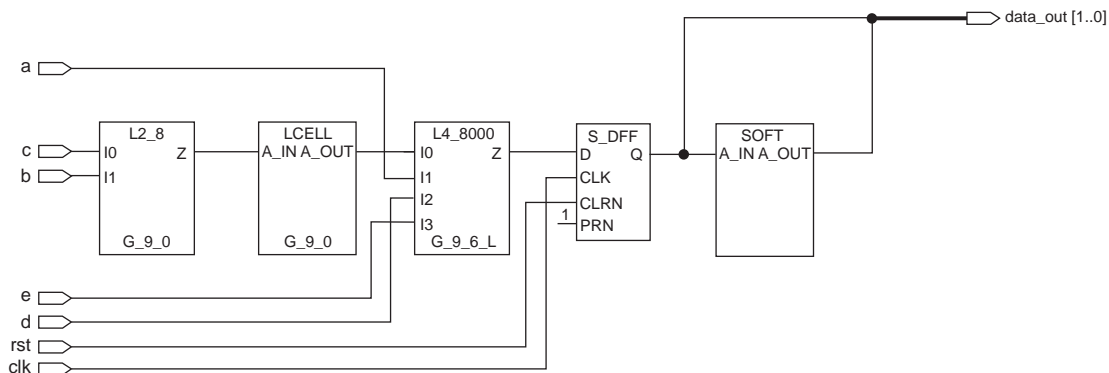 data_out [1..0]
a
L2_8
LCELL
L4_8000
S_DFF
SOFT
c
I0
Z
A_IN A_OUT
I0
Z
D
Q
A_IN A_OUT
b
I1
I1
CLK
I2
CLRN
I3
1
PRN
G_9_0
G_9_0
G_9_6_L
e
d
rst
clk